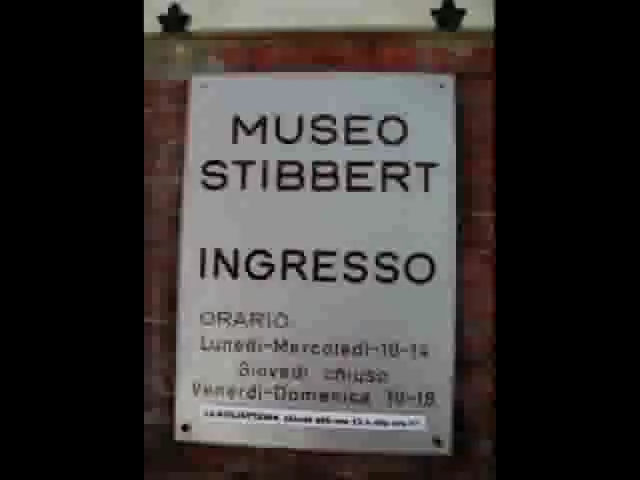 MUSEO
STIBBERT
INGRESSO
ORARIO
Lunedì-Mercoledì-10-14
Giovedì chiuso
Venerdì-Domenica 10-18